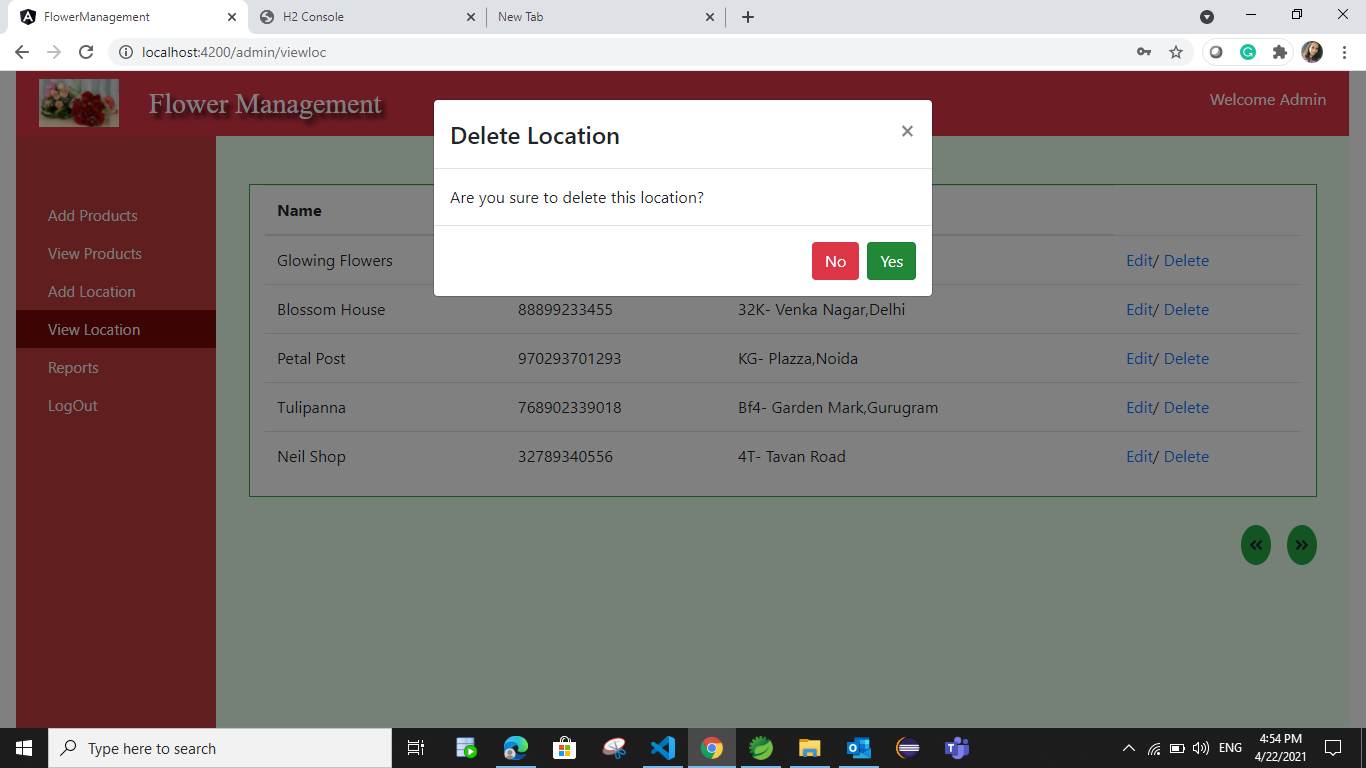 FlowerManagement
H2 Console
New Tab
localhost:4200/admin/viewloc
Flower Management
Welcome Admin
Delete Location
×
Are you sure to delete this location?
No
Yes
Add Products
View Products
Add Location
View Location
Reports
LogOut
Name
Glowing Flowers Edit/ Delete
Blossom House 88899233455 32K- Venka Nagar,Delhi Edit/ Delete
Petal Post 970293701293 KG- Plazza,Noida Edit/ Delete
Tulipanna 768902339018 Bf4- Garden Mark,Gurugram Edit/ Delete
Neil Shop 32789340556 4T- Tavan Road Edit/ Delete
« »
Type here to search
ENG
4:54 PM
4/22/2021